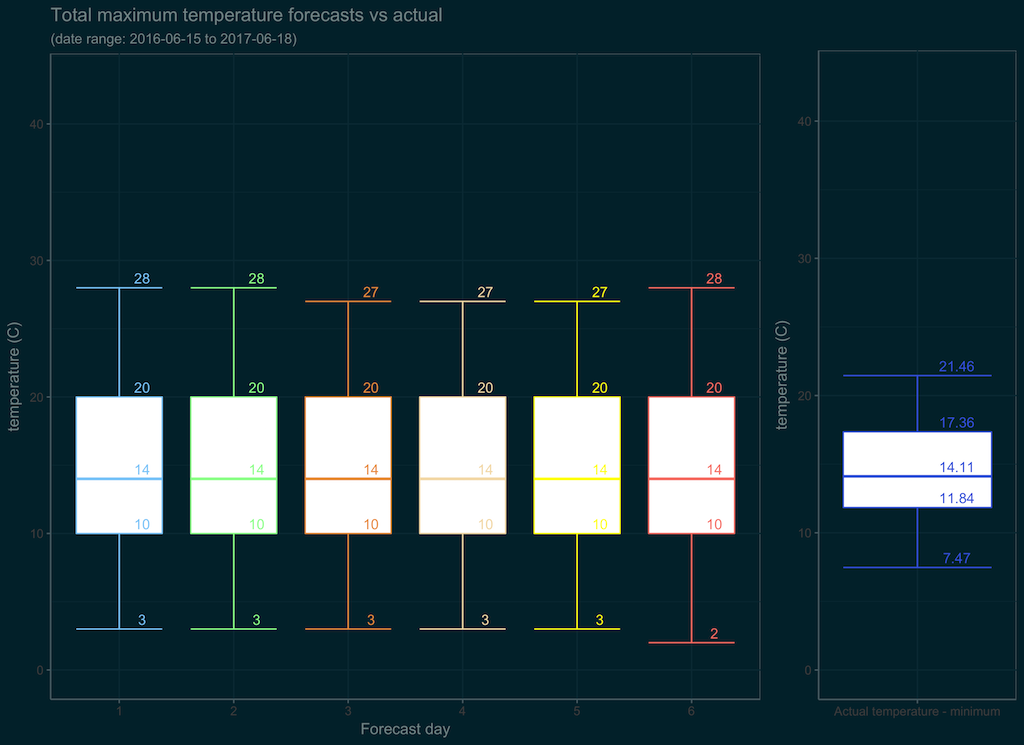 Total maximum temperature forecasts vs actual
(date range: 2016-06-15 to 2017-06-18)
temperature (C)
40
30
20
10
0
28 28 27 27 27 28
20 20 20 20 20 20
14 14 14 14 14 14
10 10 10 10 10 10
3 3 3 3 3 2
1 2 3 4 5 6
Forecast day
temperature (C)
40
30
20
10
0
21.46
17.36
14.11
11.84
7.47
Actual temperature - minimum